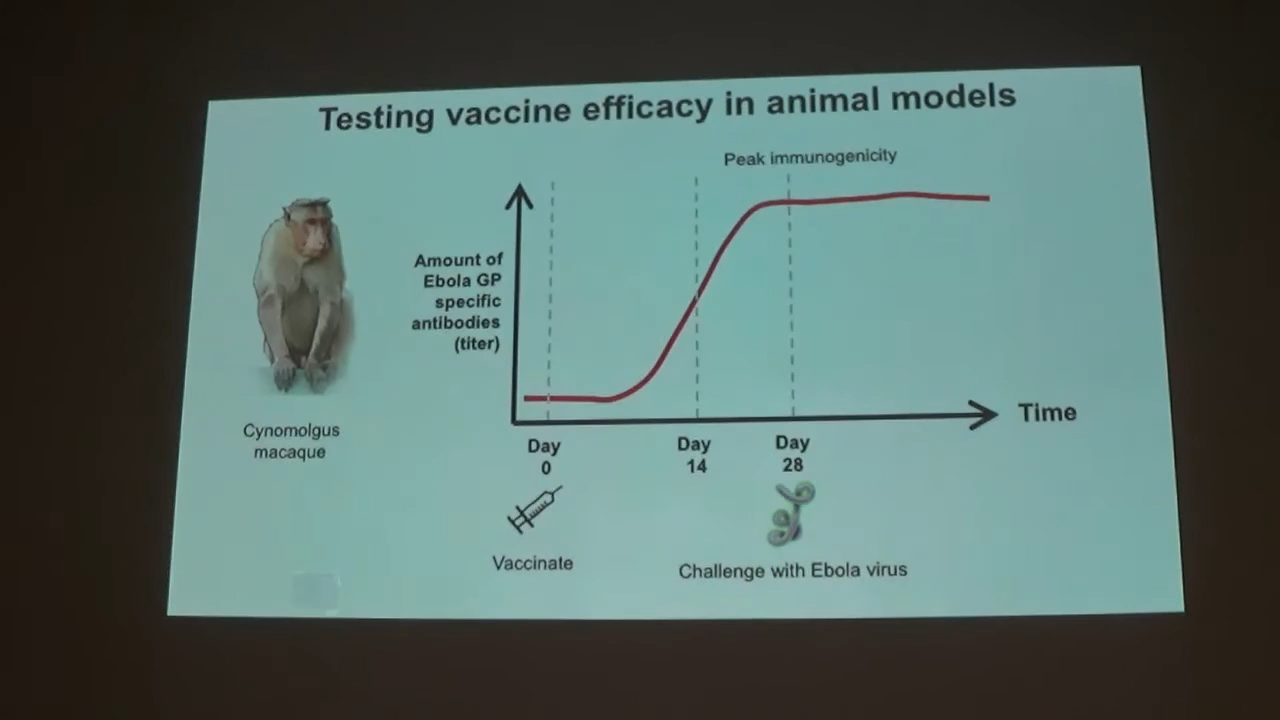 Testing vaccine efficacy in animal models
Peak immunogenicity
Amount of
Ebola GP
specific
antibodies
(titer)
Time
Cynomolgus
macaque
Day
0
Day
14
Day
28
Vaccinate
Challenge with Ebola virus